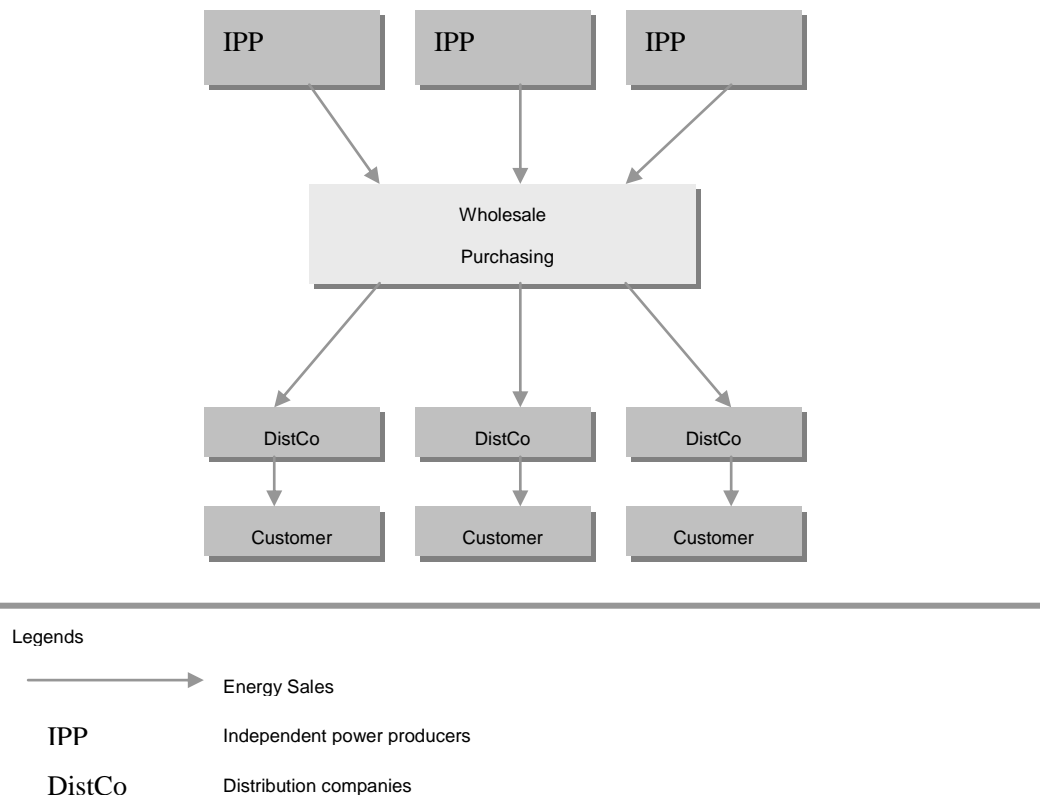 IPP IPP IPP
Wholesale
Purchasing
DistCo DistCo DistCo
Customer Customer Customer
Legends
Energy Sales
IPP Independent power producers
DistCo Distribution companies